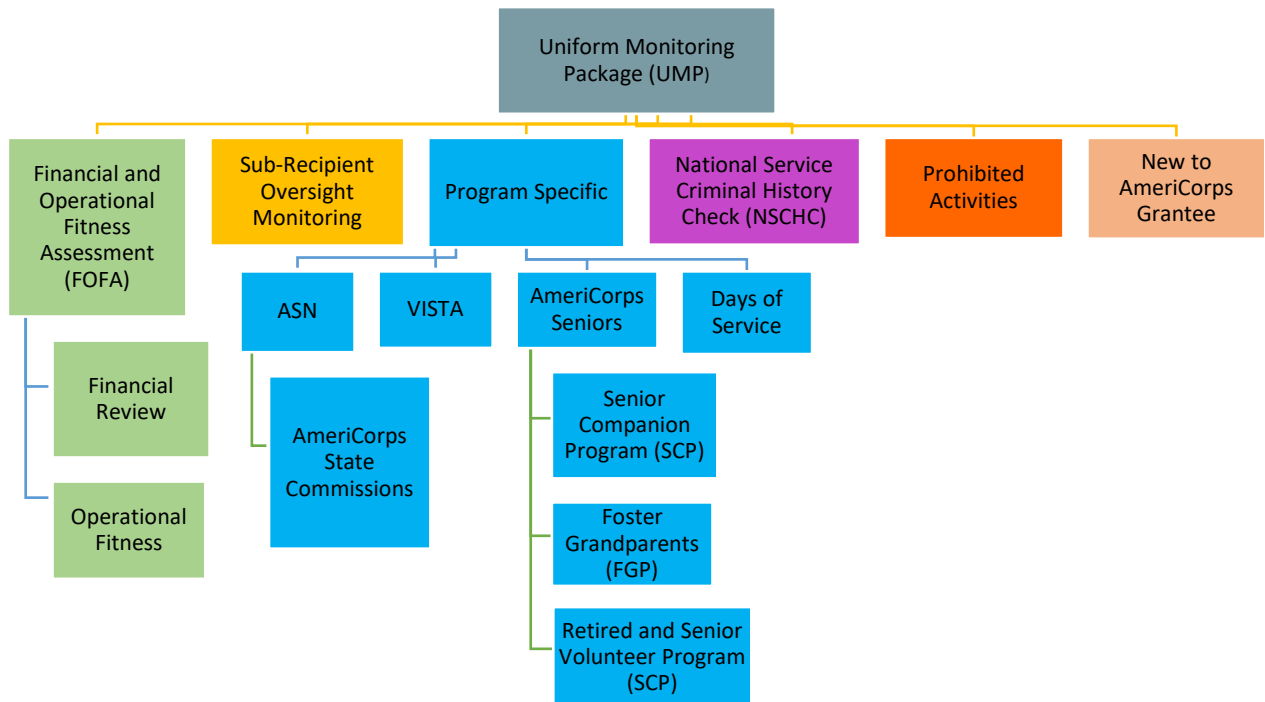 Uniform Monitoring
Package (UMP)
Financial and
Operational
Fitness
Assessment
(FOFA)
Sub-Recipient
Oversight
Monitoring
Program Specific
National Service
Criminal History
Check (NSCHC)
Prohibited
Activities
New to
AmeriCorps
Grantee
ASN
VISTA
AmeriCorps
Seniors
Days of
Service
Financial
Review
Operational
Fitness
AmeriCorps
State
Commissions
Senior
Companion
Program (SCP)
Foster
Grandparents
(FGP)
Retired and Senior
Volunteer Program
(SCP)